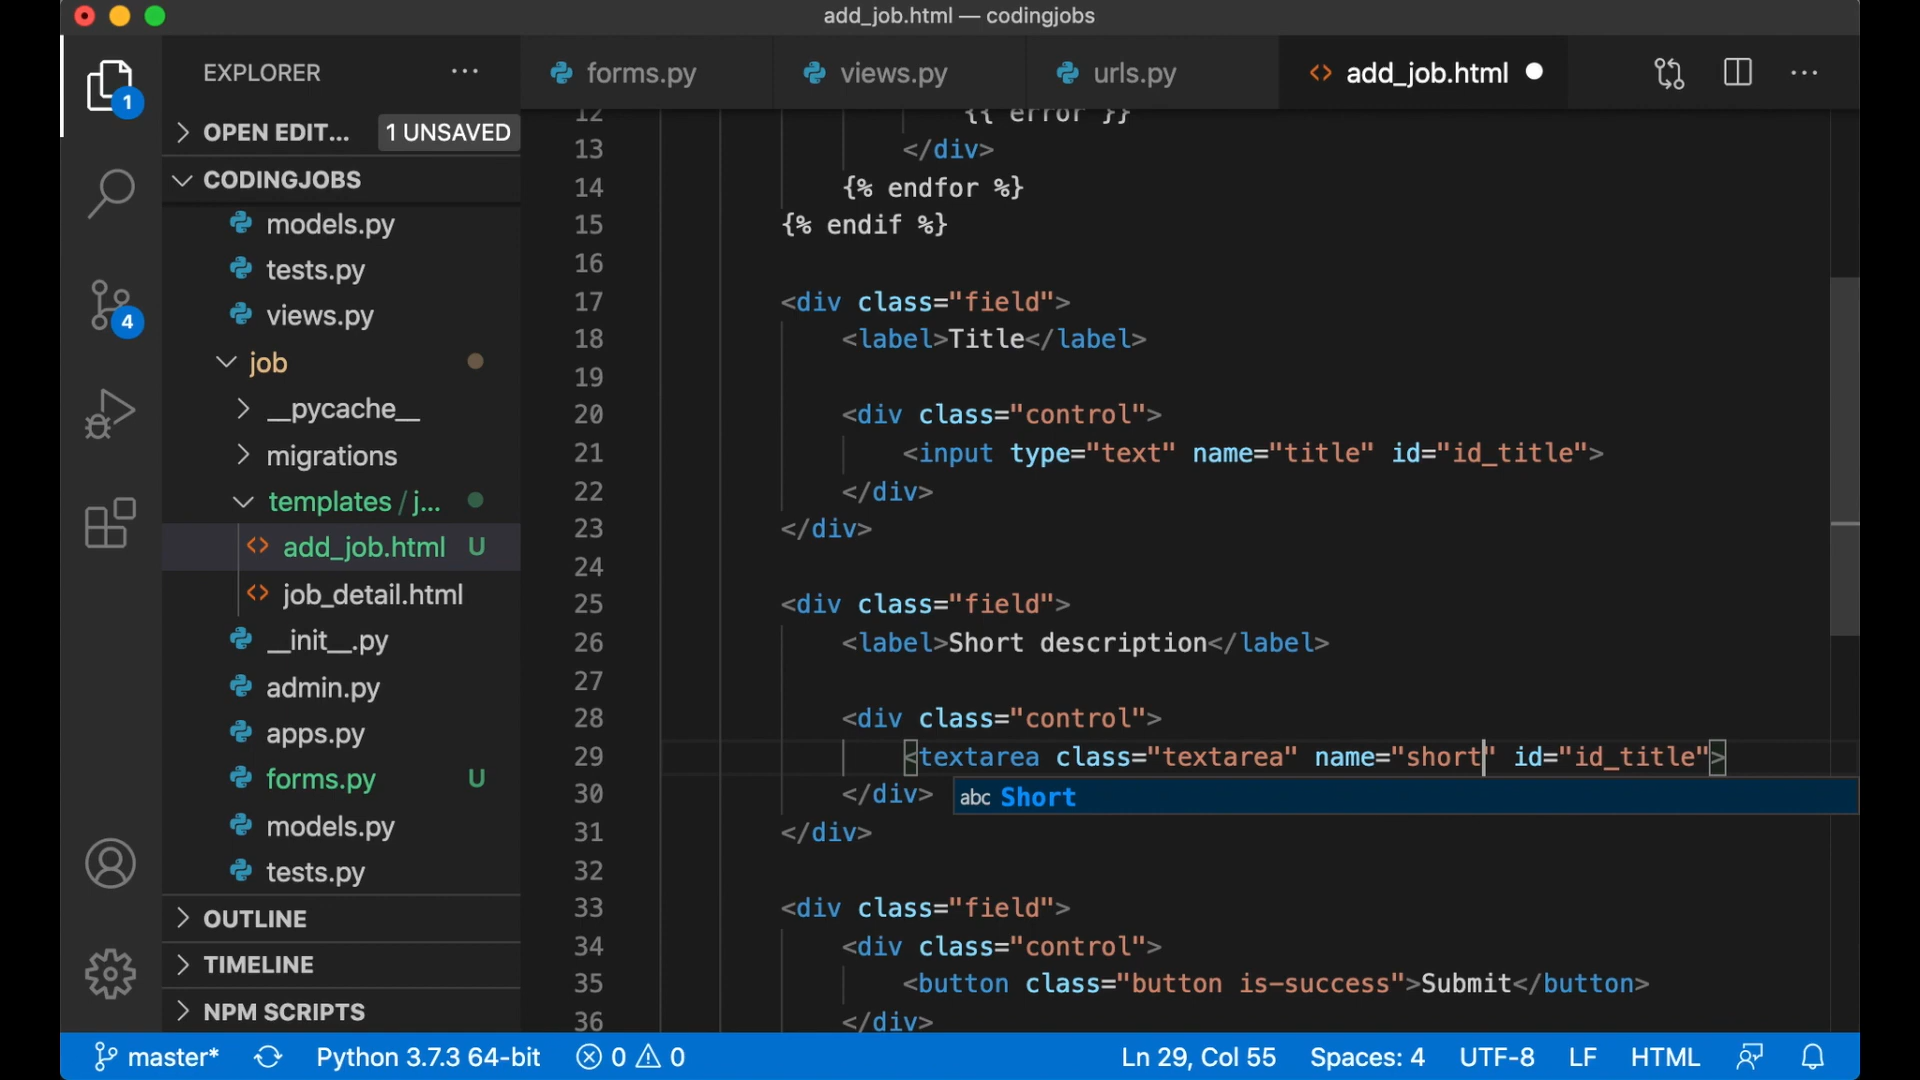 add_job.html — codingjobs
EXPLORER
forms.py
views.py
urls.py
add_job.html
1
OPEN EDIT...
1 UNSAVED
CODINGJOBS
models.py
tests.py
views.py
4
job
__pycache__
migrations
templates / j...
add_job.html U
job_detail.html
__init__.py
admin.py
apps.py
forms.py U
models.py
tests.py
OUTLINE
TIMELINE
NPM SCRIPTS
12 {{ error }}
13 </div>
14 {% endfor %}
15 {% endif %}
16
17 <div class="field">
18 <label>Title</label>
19
20 <div class="control">
21 <input type="text" name="title" id="id_title">
22 </div>
23 </div>
24
25 <div class="field">
26 <label>Short description</label>
27
28 <div class="control">
29 <textarea class="textarea" name="short" id="id_title">
30 </div>
abc Short
31 </div>
32
33 <div class="field">
34 <div class="control">
35 <button class="button is-success">Submit</button>
36 </div>
master*
Python 3.7.3 64-bit
0
0
Ln 29, Col 55
Spaces: 4
UTF-8
LF
HTML